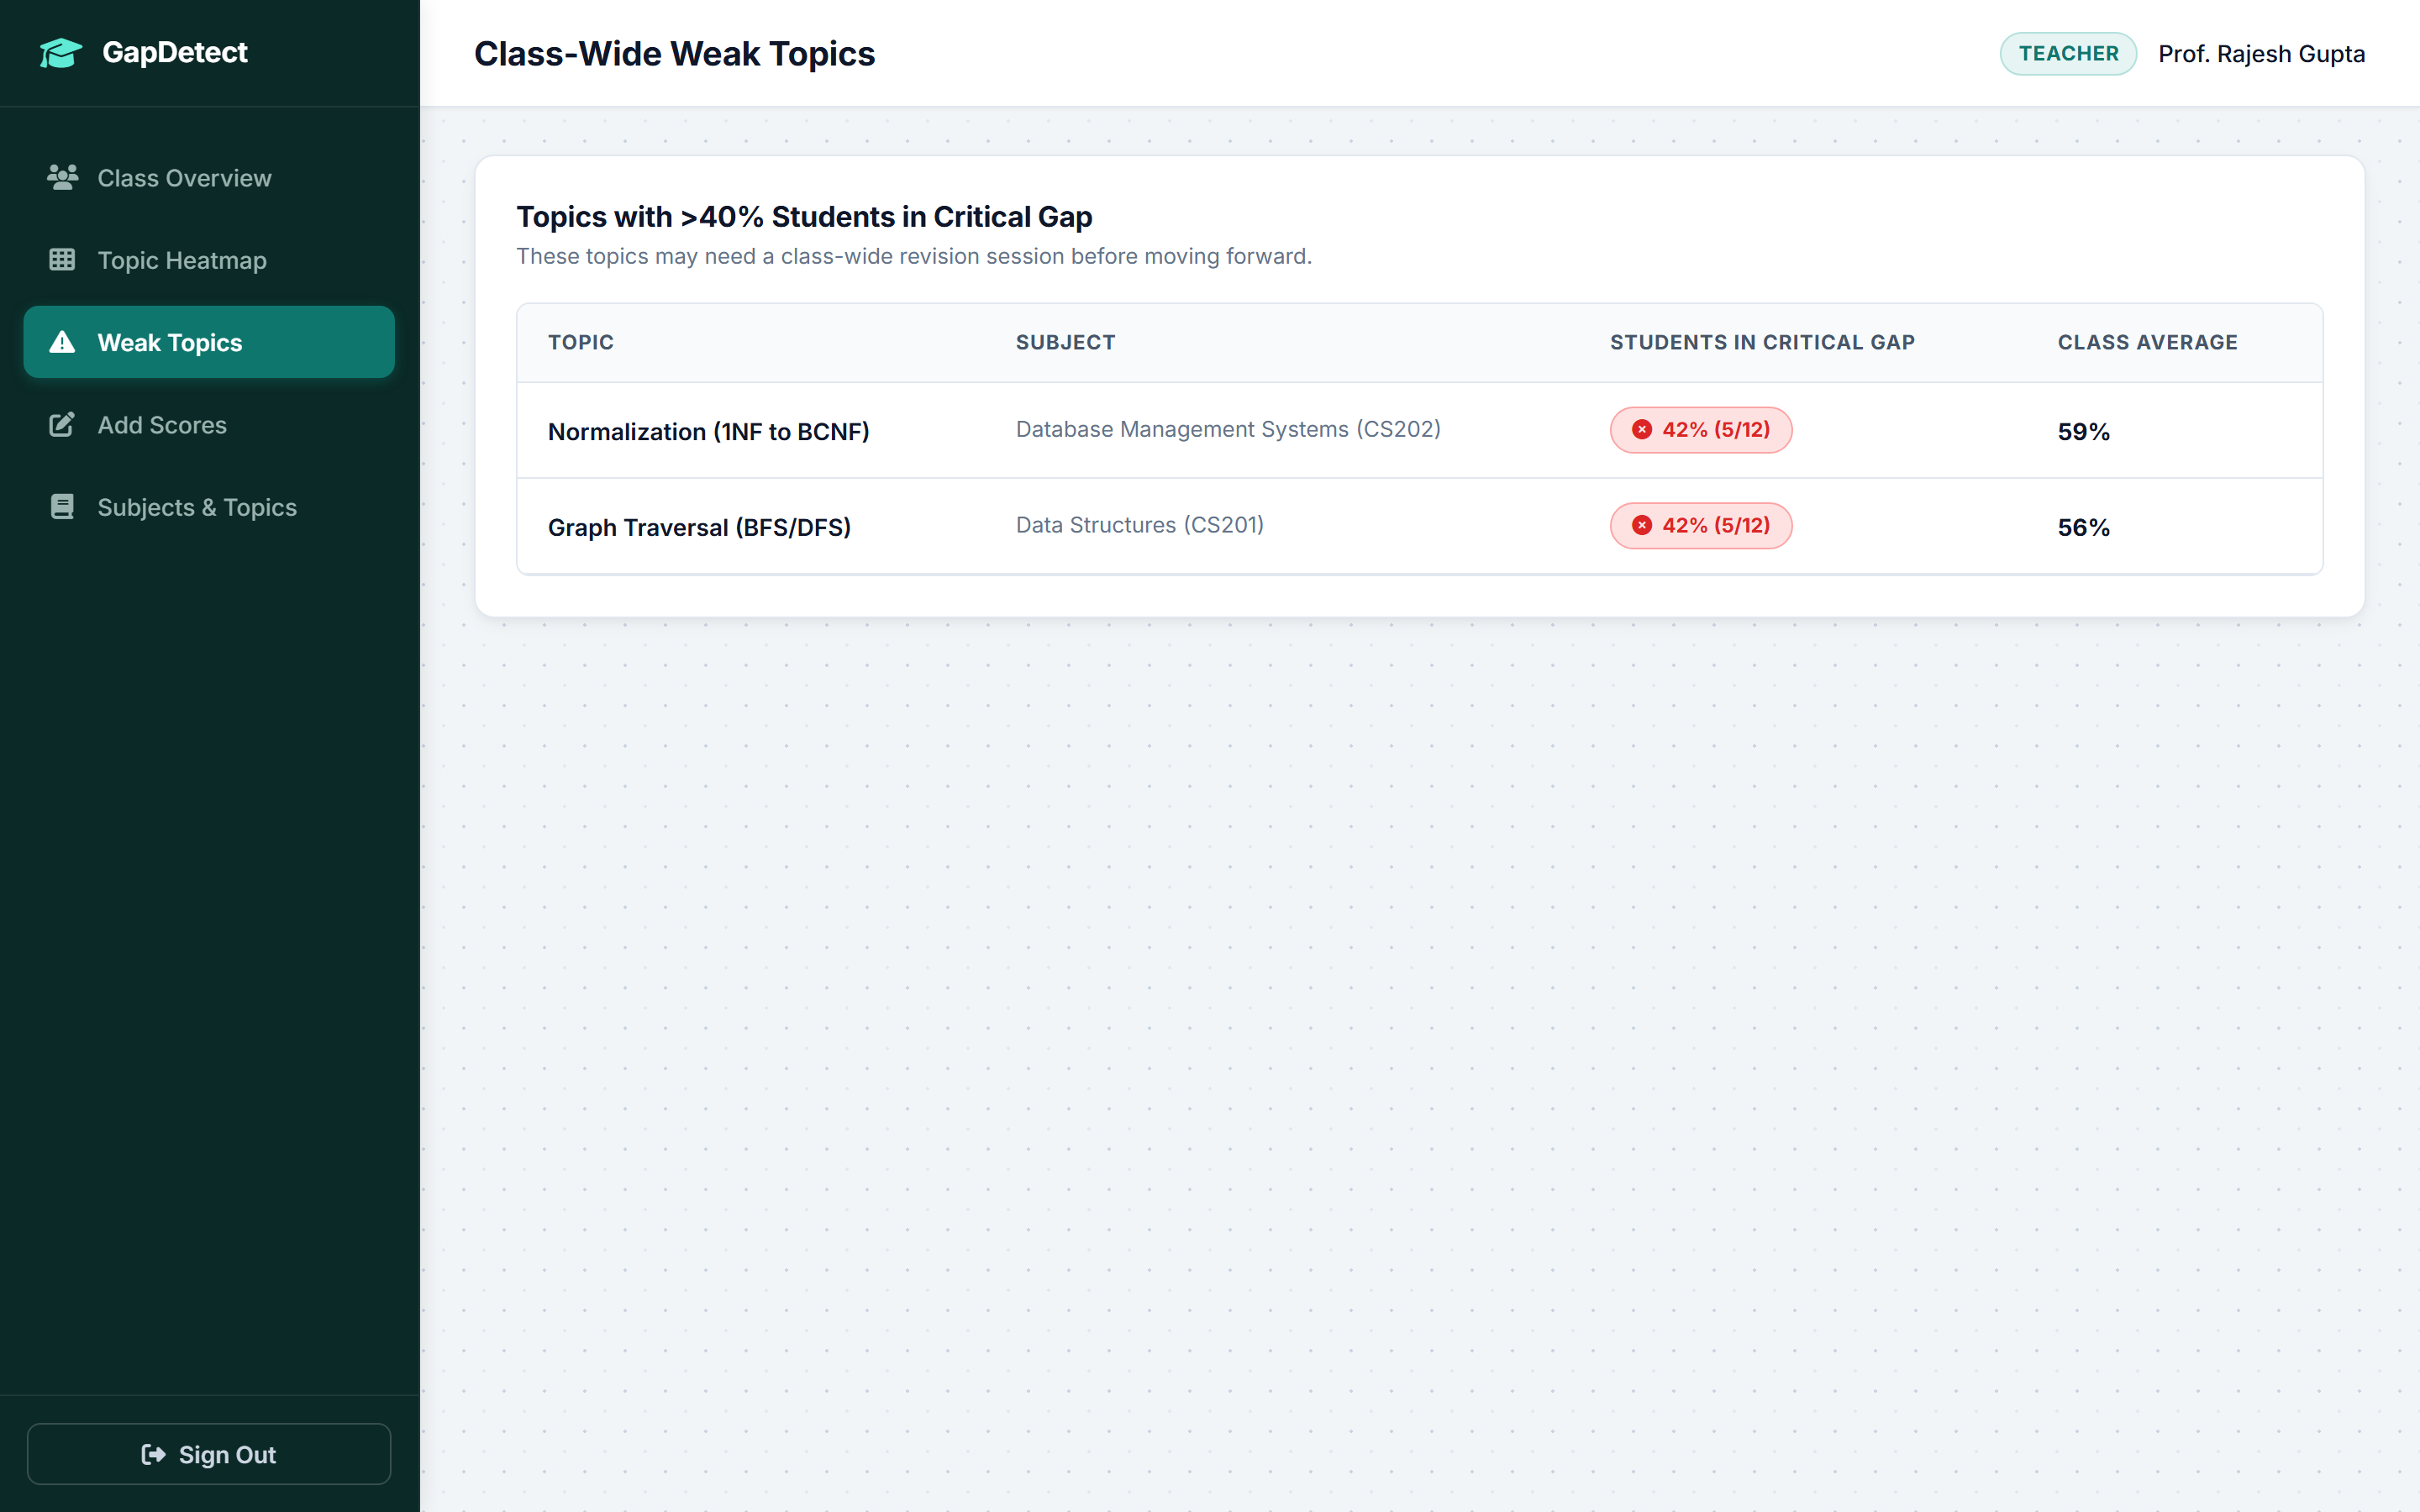 GapDetect
Class Overview
Topic Heatmap
Weak Topics
Add Scores
Subjects & Topics
Sign Out
Class-Wide Weak Topics
TEACHER Prof. Rajesh Gupta
Topics with >40% Students in Critical Gap
These topics may need a class-wide revision session before moving forward.
TOPIC SUBJECT STUDENTS IN CRITICAL GAP CLASS AVERAGE
Normalization (1NF to BCNF) Database Management Systems (CS202) 42% (5/12) 59%
Graph Traversal (BFS/DFS) Data Structures (CS201) 42% (5/12) 56%